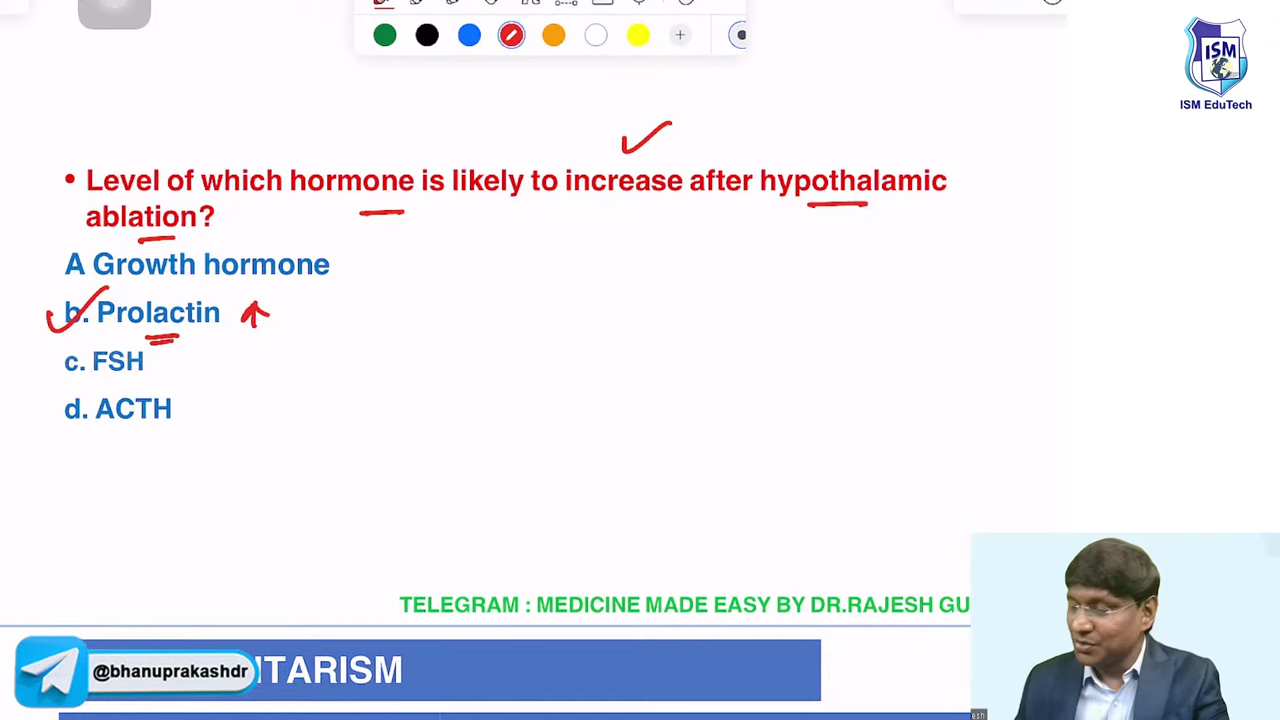 ISM
ISM EduTech
• Level of which hormone is likely to increase after hypothalamic
ablation?
A Growth hormone
b. Prolactin
c. FSH
d. ACTH
TELEGRAM : MEDICINE MADE EASY BY DR.RAJESH GU
@bhanuprakashdr
ITARISM
esh